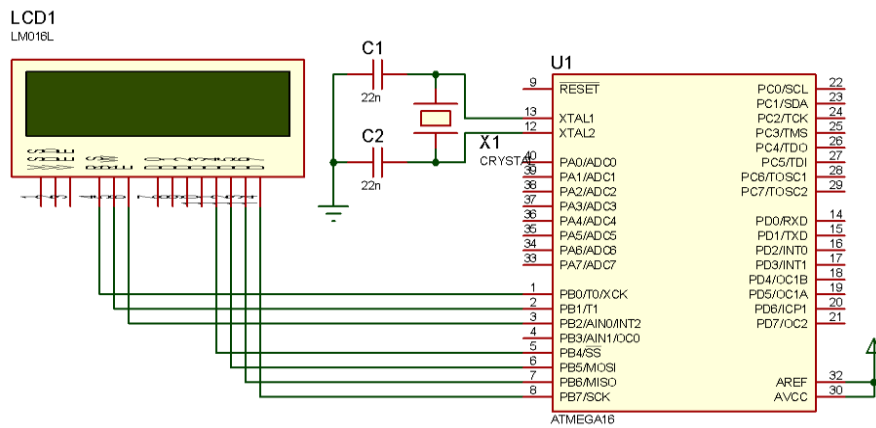 LCD1
LM016L
C1
22n
C2
22n
X1
CRYSTAL
U1
9 RESET
13 XTAL1
12 XTAL2
40 PA0/ADC0
39 PA1/ADC1
38 PA2/ADC2
37 PA3/ADC3
36 PA4/ADC4
35 PA5/ADC5
34 PA6/ADC6
33 PA7/ADC7
1 PB0/T0/XCK
2 PB1/T1
3 PB2/AIN0/INT2
4 PB3/AIN1/OC0
5 PB4/SS
6 PB5/MOSI
7 PB6/MISO
8 PB7/SCK
PC0/SCL 22
PC1/SDA 23
PC2/TCK 24
PC3/TMS 25
PC4/TDO 26
PC5/TDI 27
PC6/TOSC1 28
PC7/TOSC2 29
PD0/RXD 14
PD1/TXD 15
PD2/INT0 16
PD3/INT1 17
PD4/OC1B 18
PD5/OC1A 19
PD6/ICP1 20
PD7/OC2 21
AREF 32
AVCC 30
ATMEGA16